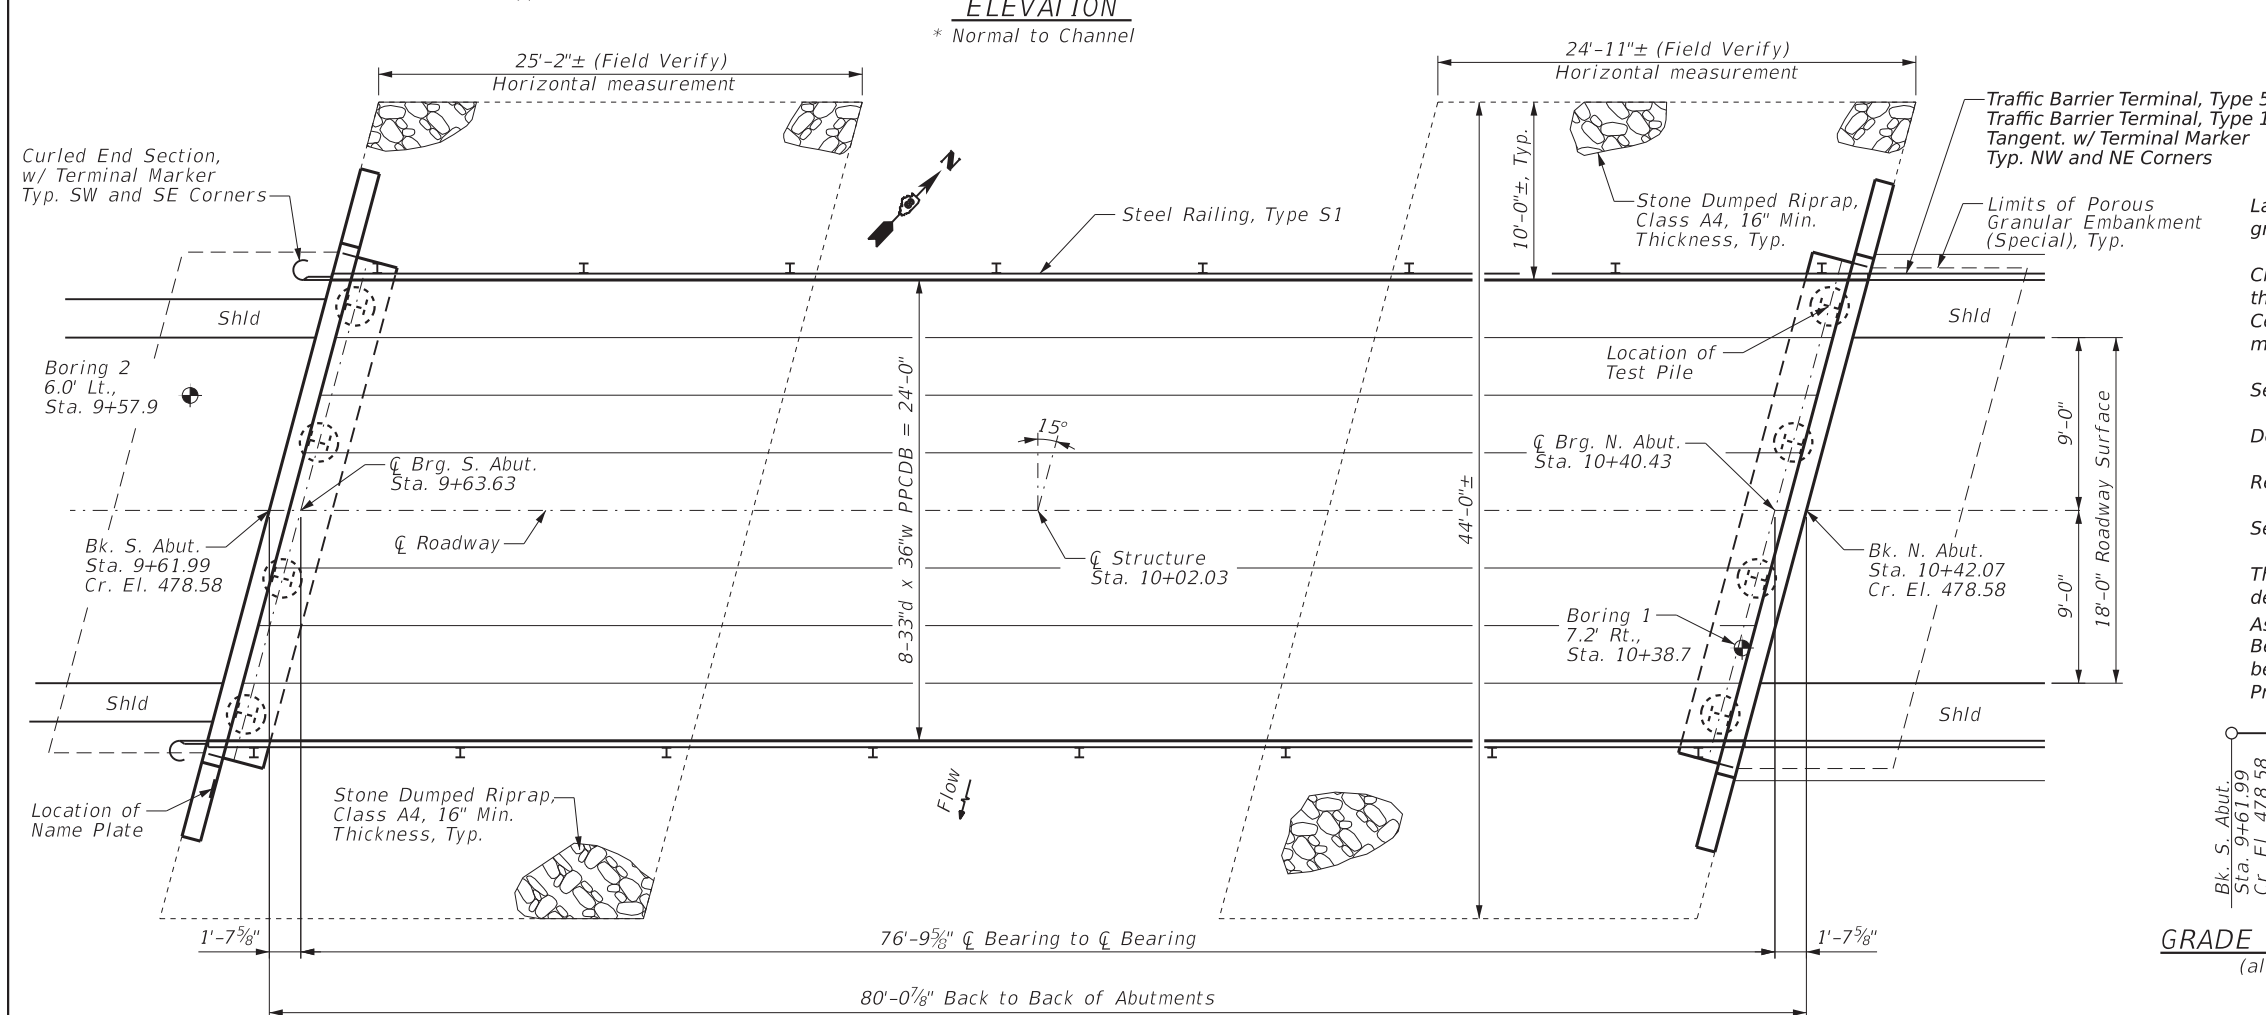 ELEVATION
* Normal to Channel
25'-2"± (Field Verify)
Horizontal measurement
24'-11"± (Field Verify)
Horizontal measurement
Traffic Barrier Terminal, Type 5
Traffic Barrier Terminal, Type 1
Tangent. w/ Terminal Marker
Typ. NW and NE Corners
Curled End Section,
w/ Terminal Marker
Typ. SW and SE Corners
N
Steel Railing, Type S1
10'-0"±, Typ.
Stone Dumped Riprap,
Class A4, 16" Min.
Thickness, Typ.
Limits of Porous
Granular Embankment
(Special), Typ.
Shld
Shld
Boring 2
6.0' Lt.,
Sta. 9+57.9
Location of
Test Pile
8-33"d x 36"w PPCDB = 24'-0"
15°
℄ Brg. S. Abut.
Sta. 9+63.63
℄ Brg. N. Abut.
Sta. 10+40.43
44'-0"±
9'-0"
18'-0" Roadway Surface
9'-0"
℄ Roadway
Bk. S. Abut.
Sta. 9+61.99
Cr. El. 478.58
℄ Structure
Sta. 10+02.03
Bk. N. Abut.
Sta. 10+42.07
Cr. El. 478.58
Boring 1
7.2' Rt.,
Sta. 10+38.7
Shld
Shld
Location of
Name Plate
Stone Dumped Riprap,
Class A4, 16" Min.
Thickness, Typ.
Flow
1'-7⅝"
76'-9⅝" ℄ Bearing to ℄ Bearing
1'-7⅝"
80'-0⅞" Back to Back of Abutments
Bk. S. Abut.
Sta. 9+61.99
Cr. El. 478.58
GRADE
(al